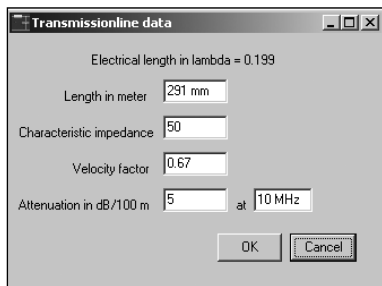 Transmissionline data
Electrical length in lambda = 0.199
Length in meter 291 mm
Characteristic impedance 50
Velocity factor 0.67
Attenuation in dB/100 m 5 at 10 MHz
OK Cancel